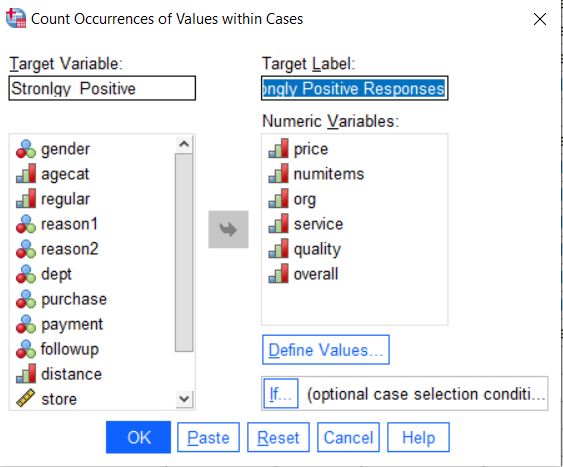 Count Occurrences of Values within Cases
Target Variable:
Stronlgy Positive
Target Label:
ongly Positive Responses
Numeric Variables:
gender
agecat
regular
reason1
reason2
dept
purchase
payment
followup
distance
store
price
numitems
org
service
quality
overall
Define Values...
If... (optional case selection conditi...
OK Paste Reset Cancel Help